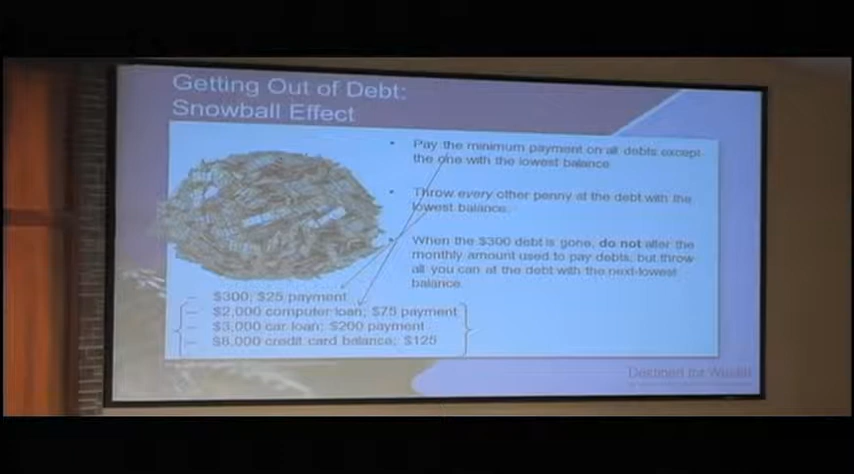 Getting Out of Debt:
Snowball Effect
• Pay the minimum payment on all debts except
the one with the lowest balance
• Throw every other penny at the debt with the
lowest balance.
• When the $300 debt is gone, do not alter the
monthly amount used to pay debts, but throw
all you can at the debt with the next-lowest
balance.
– $300; $25 payment
– $2,000 computer loan; $75 payment
– $3,000 car loan; $200 payment
– $6,000 credit card balance; $125
Destined for Wealth